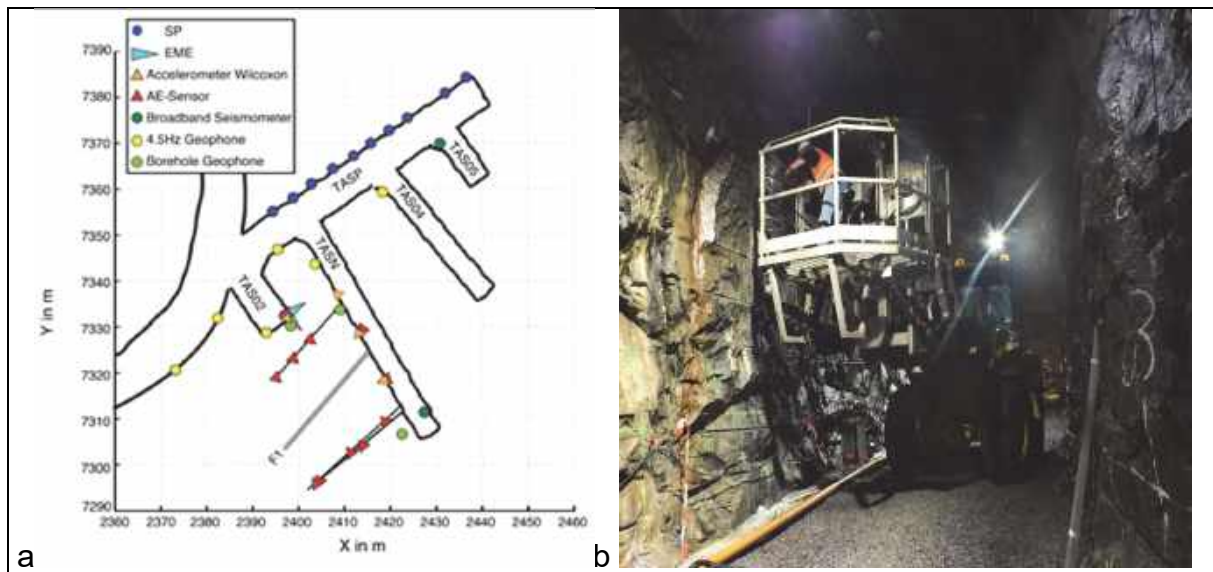 SP
EME
Accelerometer Wilcoxon
AE-Sensor
Broadband Seismometer
4.5Hz Geophone
Borehole Geophone
7390
7380
7370
7360
7350
7340
7330
7320
7310
7300
7290
Y in m
TASP
TAS05
TAS04
TASN
TAS02
F1
2360 2370 2380 2390 2400 2410 2420 2430 2440 2450 2460
X in m
a
b
3